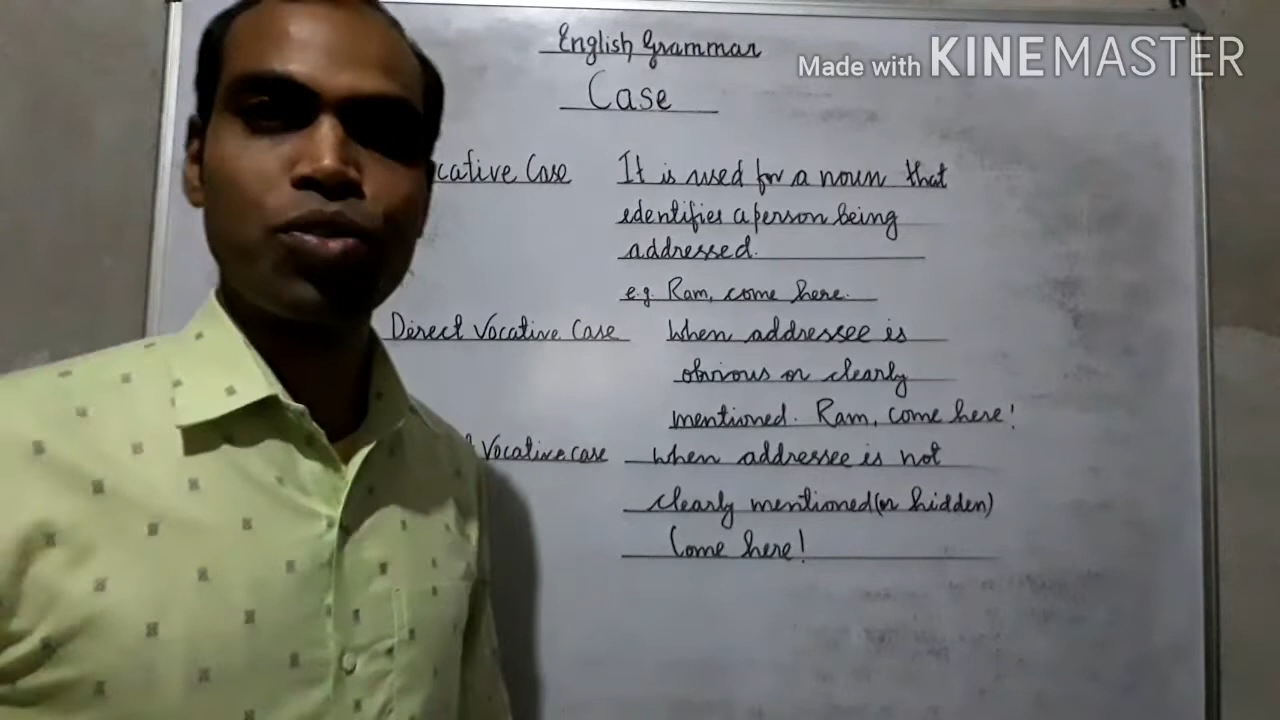 English Grammar
Made with KINEMASTER
Case
cative Case It is used for a noun that
identifies a person being
addressed.
e.g. Ram, come here.
Direct Vocative Case When addressee is
obvious or clearly
mentioned. Ram, come here!
Vocative case when addressee is not
clearly mentioned (or hidden)
Come here!